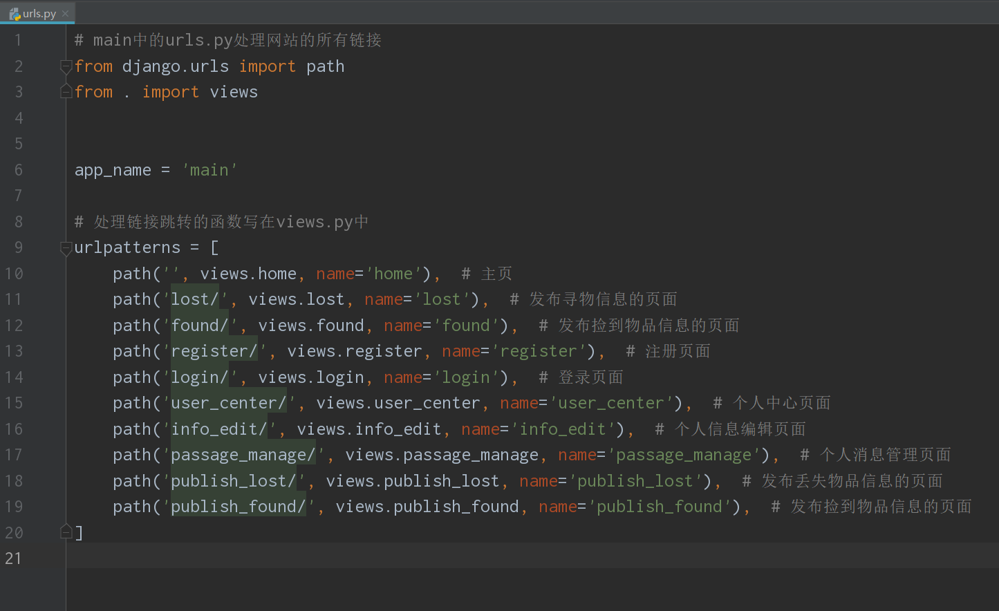 urls.py
1 # main中的urls.py处理网站的所有链接
2 from django.urls import path
3 from . import views
4
5
6 app_name = 'main'
7
8 # 处理链接跳转的函数写在views.py中
9 urlpatterns = [
10     path('', views.home, name='home'),  # 主页
11     path('lost/', views.lost, name='lost'),  # 发布寻物信息的页面
12     path('found/', views.found, name='found'),  # 发布捡到物品信息的页面
13     path('register/', views.register, name='register'),  # 注册页面
14     path('login/', views.login, name='login'),  # 登录页面
15     path('user_center/', views.user_center, name='user_center'),  # 个人中心页面
16     path('info_edit/', views.info_edit, name='info_edit'),  # 个人信息编辑页面
17     path('passage_manage/', views.passage_manage, name='passage_manage'),  # 个人消息管理页面
18     path('publish_lost/', views.publish_lost, name='publish_lost'),  # 发布丢失物品信息的页面
19     path('publish_found/', views.publish_found, name='publish_found'),  # 发布捡到物品信息的页面
20 ]
21